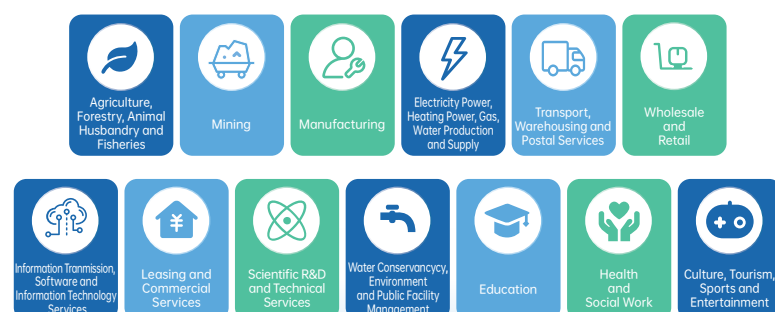 Agriculture,
Forestry, Animal
Husbandry and
Fisheries
Mining
Manufacturing
Electricity Power,
Heating Power, Gas,
Water Production
and Supply
Transport,
Warehousing and
Postal Services
Wholesale
and
Retail
Information Tranmission,
Software and
Information Technology
Services
¥
Leasing and
Commercial
Services
Scientific R&D
and Technical
Services
Water Conservancycy,
Environment
and Public Facility
Management
Education
Health
and
Social Work
Culture, Tourism,
Sports and
Entertainment